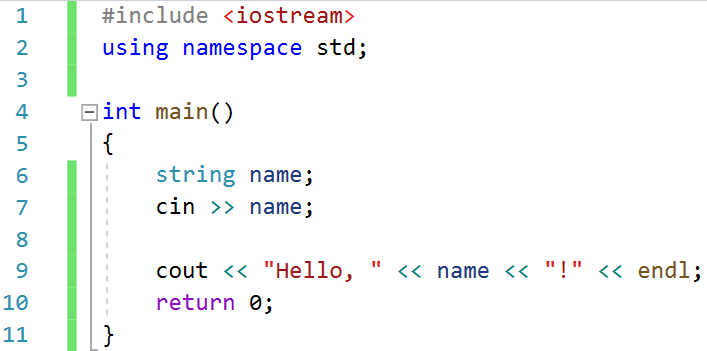 1 #include <iostream>
2 using namespace std;
3
4 int main()
5 {
6 string name;
7 cin >> name;
8
9 cout << "Hello, " << name << "!" << endl;
10 return 0;
11 }